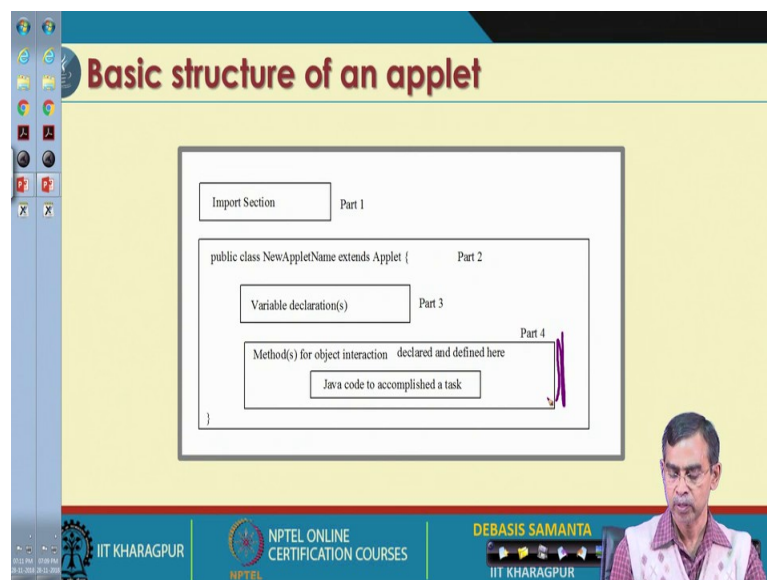 Basic structure of an applet
Import Section
Part 1
public class NewAppletName extends Applet {
Part 2
Variable declaration(s)
Part 3
Part 4
Method(s) for object interaction declared and defined here
Java code to accomplished a task
}
IIT KHARAGPUR
NPTEL
NPTEL ONLINE
CERTIFICATION COURSES
DEBASIS SAMANTA
IIT KHARAGPUR